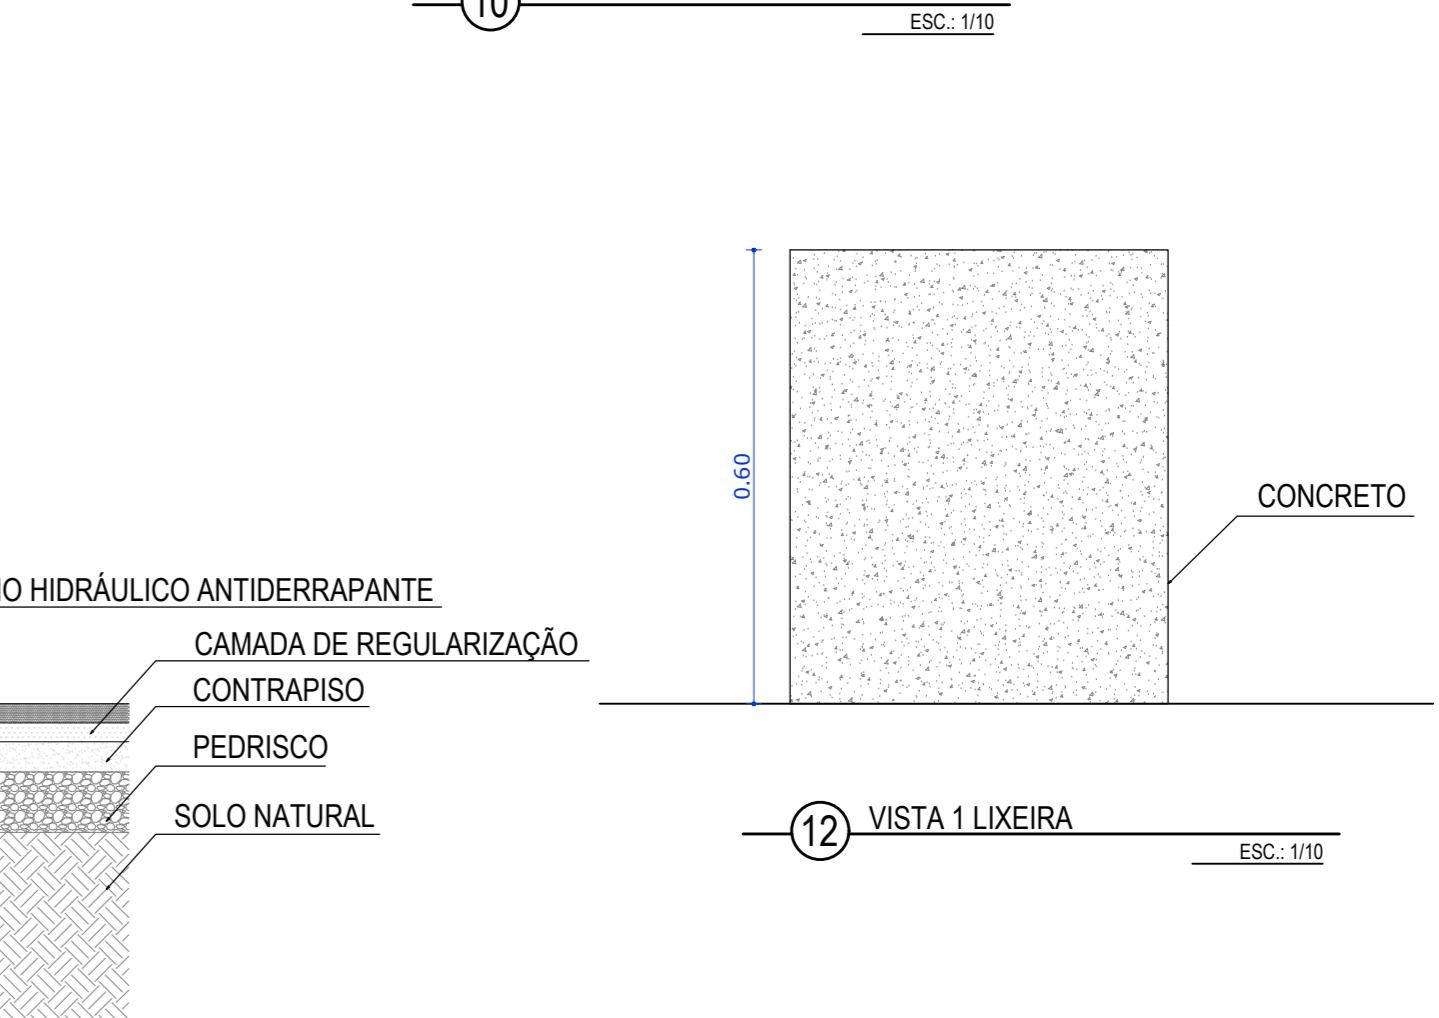 10
ESC.: 1/10
0.60
CONCRETO
HIDRÁULICO ANTIDERRAPANTE
CAMADA DE REGULARIZAÇÃO
CONTRAPISO
PEDRISCO
SOLO NATURAL
12 VISTA 1 LIXEIRA
ESC.: 1/10